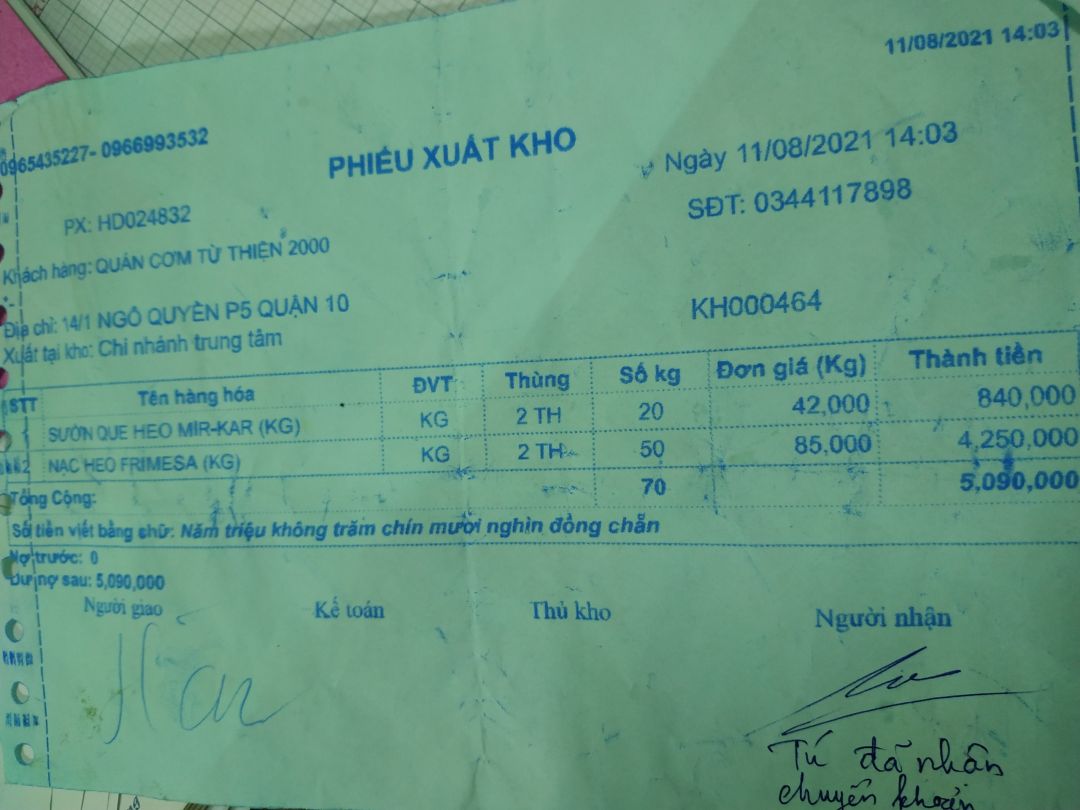 11/08/2021 14:03
0965435227- 0966993532
PHIẾU XUẤT KHO
Ngày 11/08/2021 14:03
PX: HD024832
SĐT: 0344117898
Khách hàng: QUÁN CƠM TỪ THIỆN 2000
Địa chỉ: 14/1 NGÔ QUYỀN P5 QUẬN 10
KH000464
Xuất tại kho: Chi nhánh trung tâm
STT Tên hàng hóa ĐVT Thùng Số kg Đơn giá (Kg) Thành tiền
1 SƯỜN QUE HEO MIR-KAR (KG) KG 2 TH 20 42,000 840,000
2 NẠC HEO FRIMESA (KG) KG 2 TH 50 85,000 4,250,000
Tổng Cộng: 70 5,090,000
Số tiền viết bằng chữ: Năm triệu không trăm chín mươi nghìn đồng chẵn
Nợ trước: 0
Dư nợ sau: 5,090,000
Người giao Kế toán Thủ kho Người nhận
Tú đã nhận
chuyển khoản